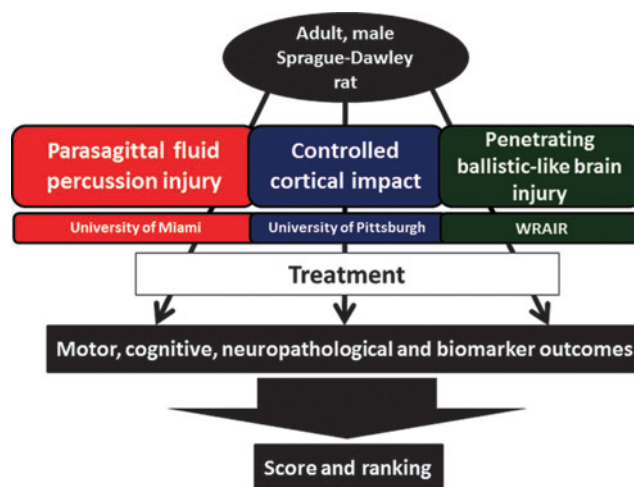 Adult, male
Sprague-Dawley
rat
Parasagittal fluid
percussion injury
Controlled
cortical impact
Penetrating
ballistic-like brain
injury
University of Miami
University of Pittsburgh
WRAIR
Treatment
Motor, cognitive, neuropathological and biomarker outcomes
Score and ranking